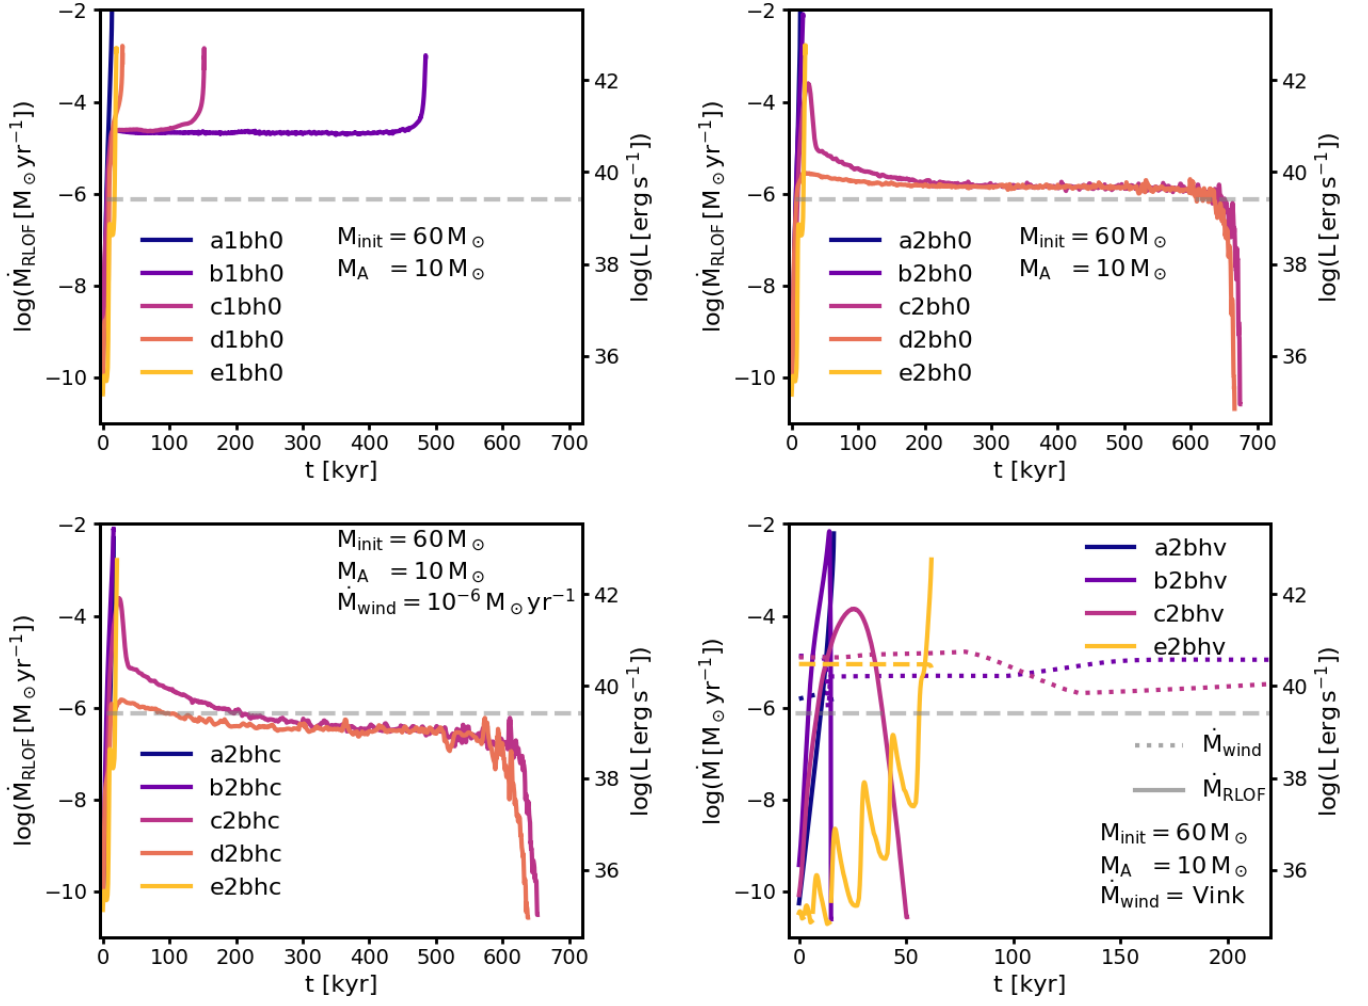 log(Ṁ_RLOF [M⊙ yr⁻¹])
−2
−4
−6
−8
−10
a1bh0
b1bh0
c1bh0
d1bh0
e1bh0
M_init = 60 M⊙
M_A = 10 M⊙
42
40
38
36
log(L [erg s⁻¹])
0 100 200 300 400 500 600 700
t [kyr]
log(Ṁ_RLOF [M⊙ yr⁻¹])
−2
−4
−6
−8
−10
a2bh0
b2bh0
c2bh0
d2bh0
e2bh0
M_init = 60 M⊙
M_A = 10 M⊙
42
40
38
36
log(L [erg s⁻¹])
0 100 200 300 400 500 600 700
t [kyr]
log(Ṁ_RLOF [M⊙ yr⁻¹])
−2
−4
−6
−8
−10
M_init = 60 M⊙
M_A = 10 M⊙
Ṁ_wind = 10⁻⁶ M⊙ yr⁻¹
a2bhc
b2bhc
c2bhc
d2bhc
e2bhc
42
40
38
36
log(L [erg s⁻¹])
0 100 200 300 400 500 600 700
t [kyr]
log(Ṁ [M⊙ yr⁻¹])
−2
−4
−6
−8
−10
a2bhv
b2bhv
c2bhv
e2bhv
Ṁ_wind
Ṁ_RLOF
M_init = 60 M⊙
M_A = 10 M⊙
Ṁ_wind = Vink
42
40
38
36
log(L [erg s⁻¹])
0 50 100 150 200
t [kyr]